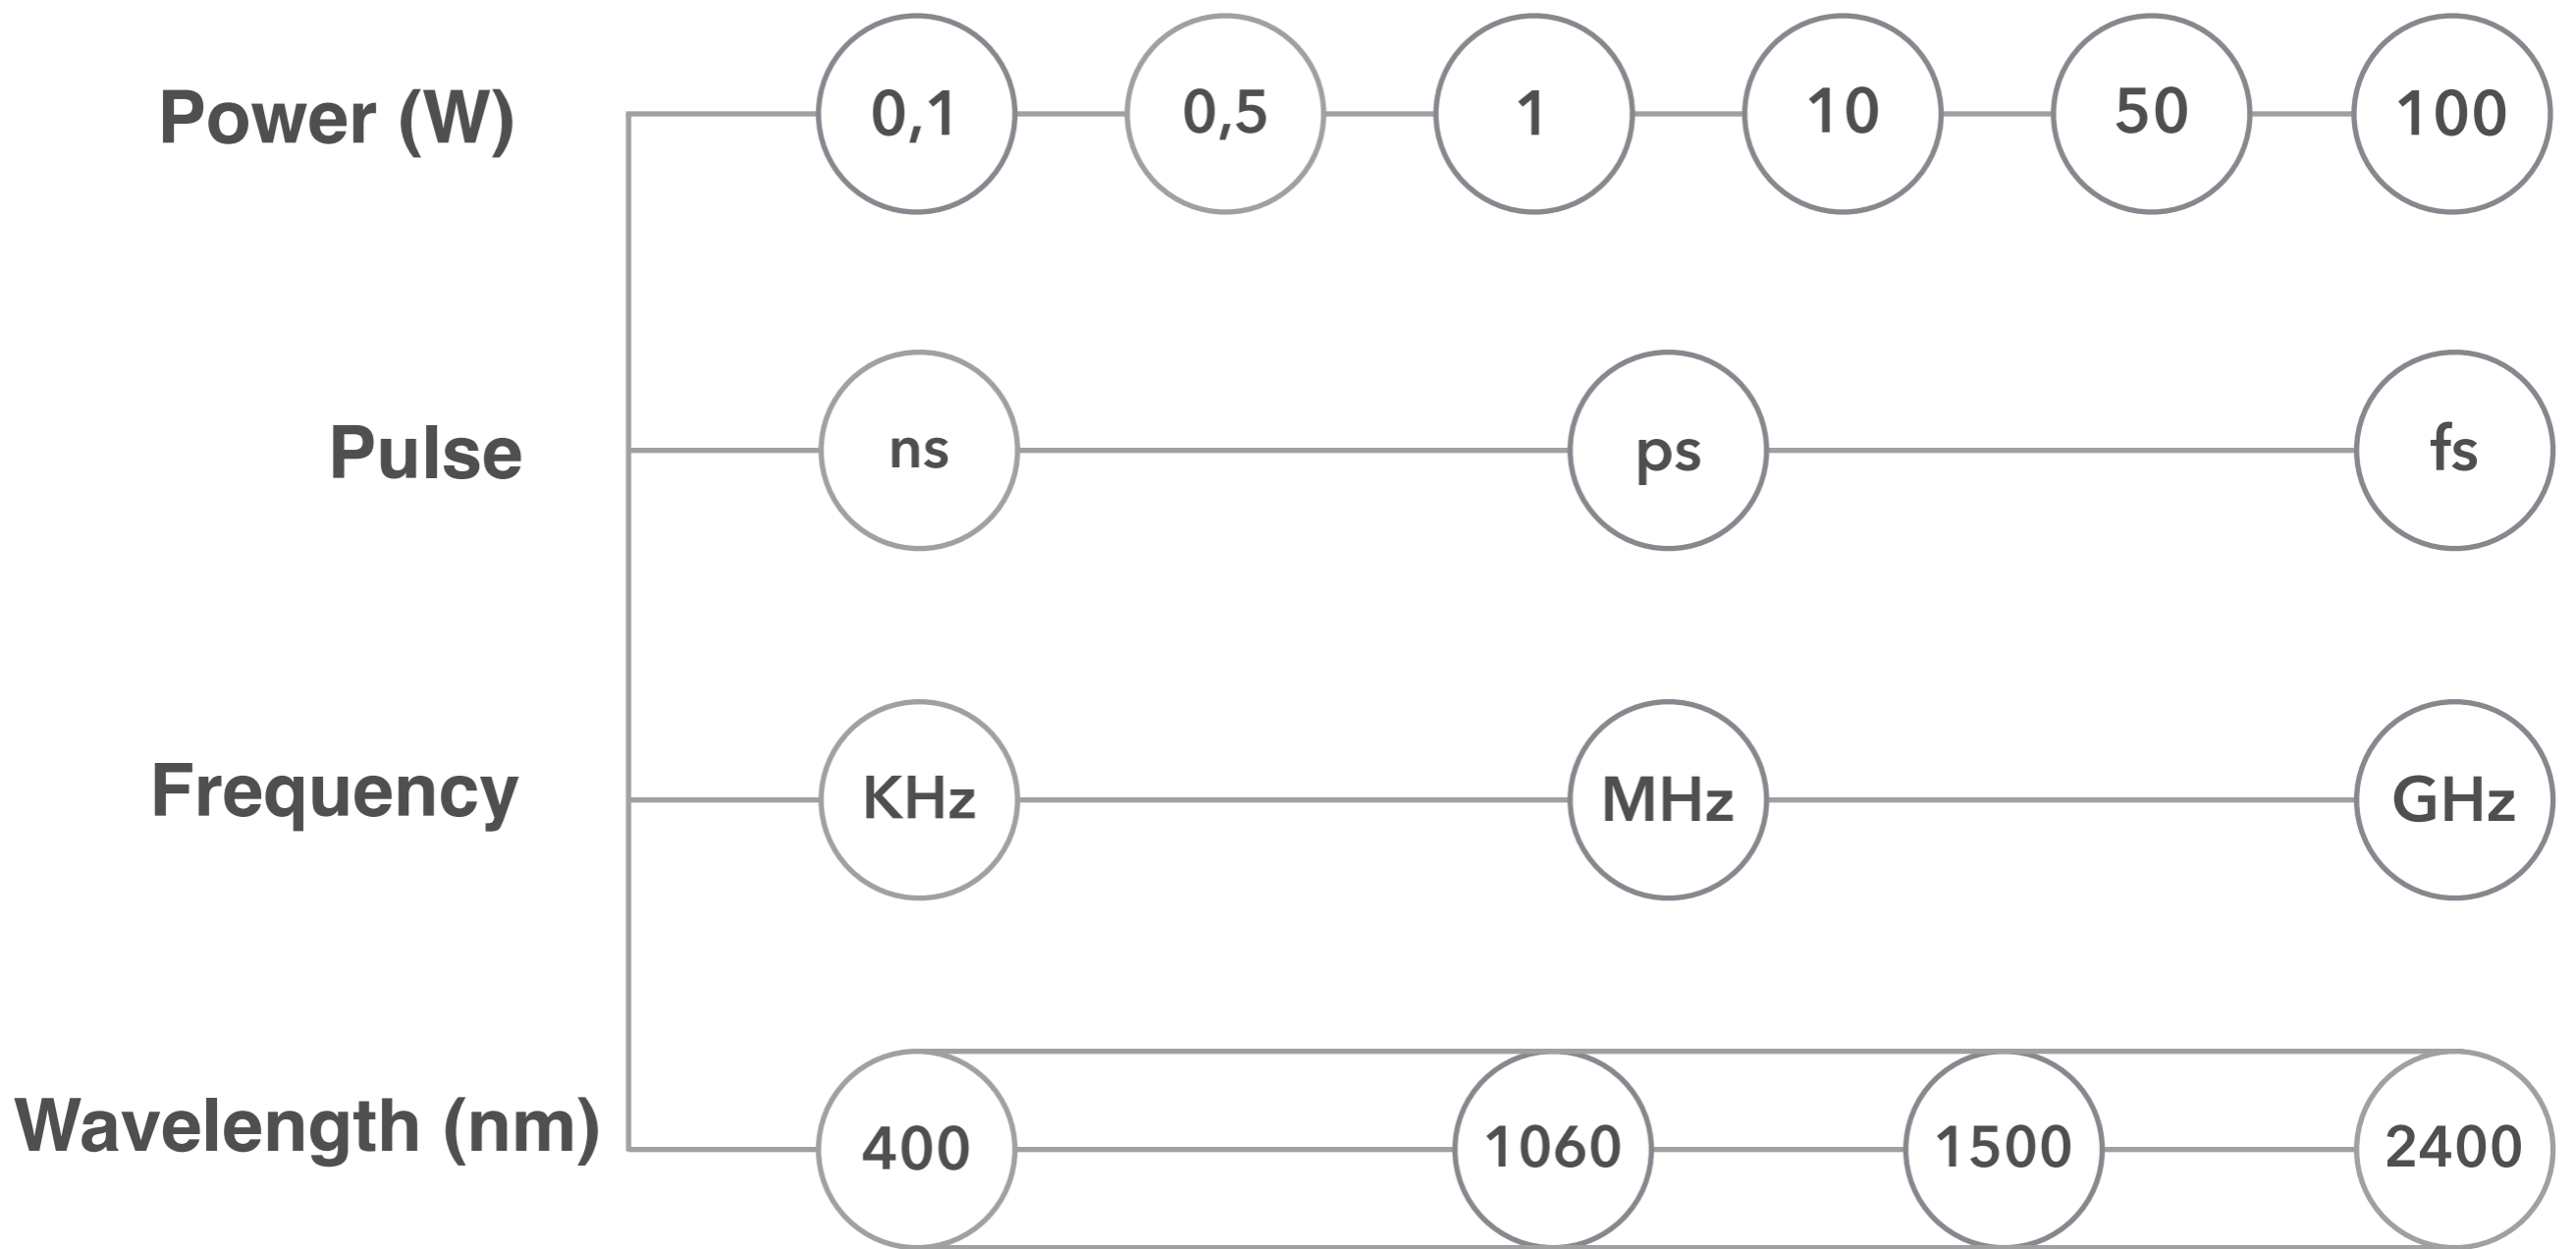 Power (W) 0,1 0,5 1 10 50 100
Pulse ns ps fs
Frequency KHz MHz GHz
Wavelength (nm) 400 1060 1500 2400